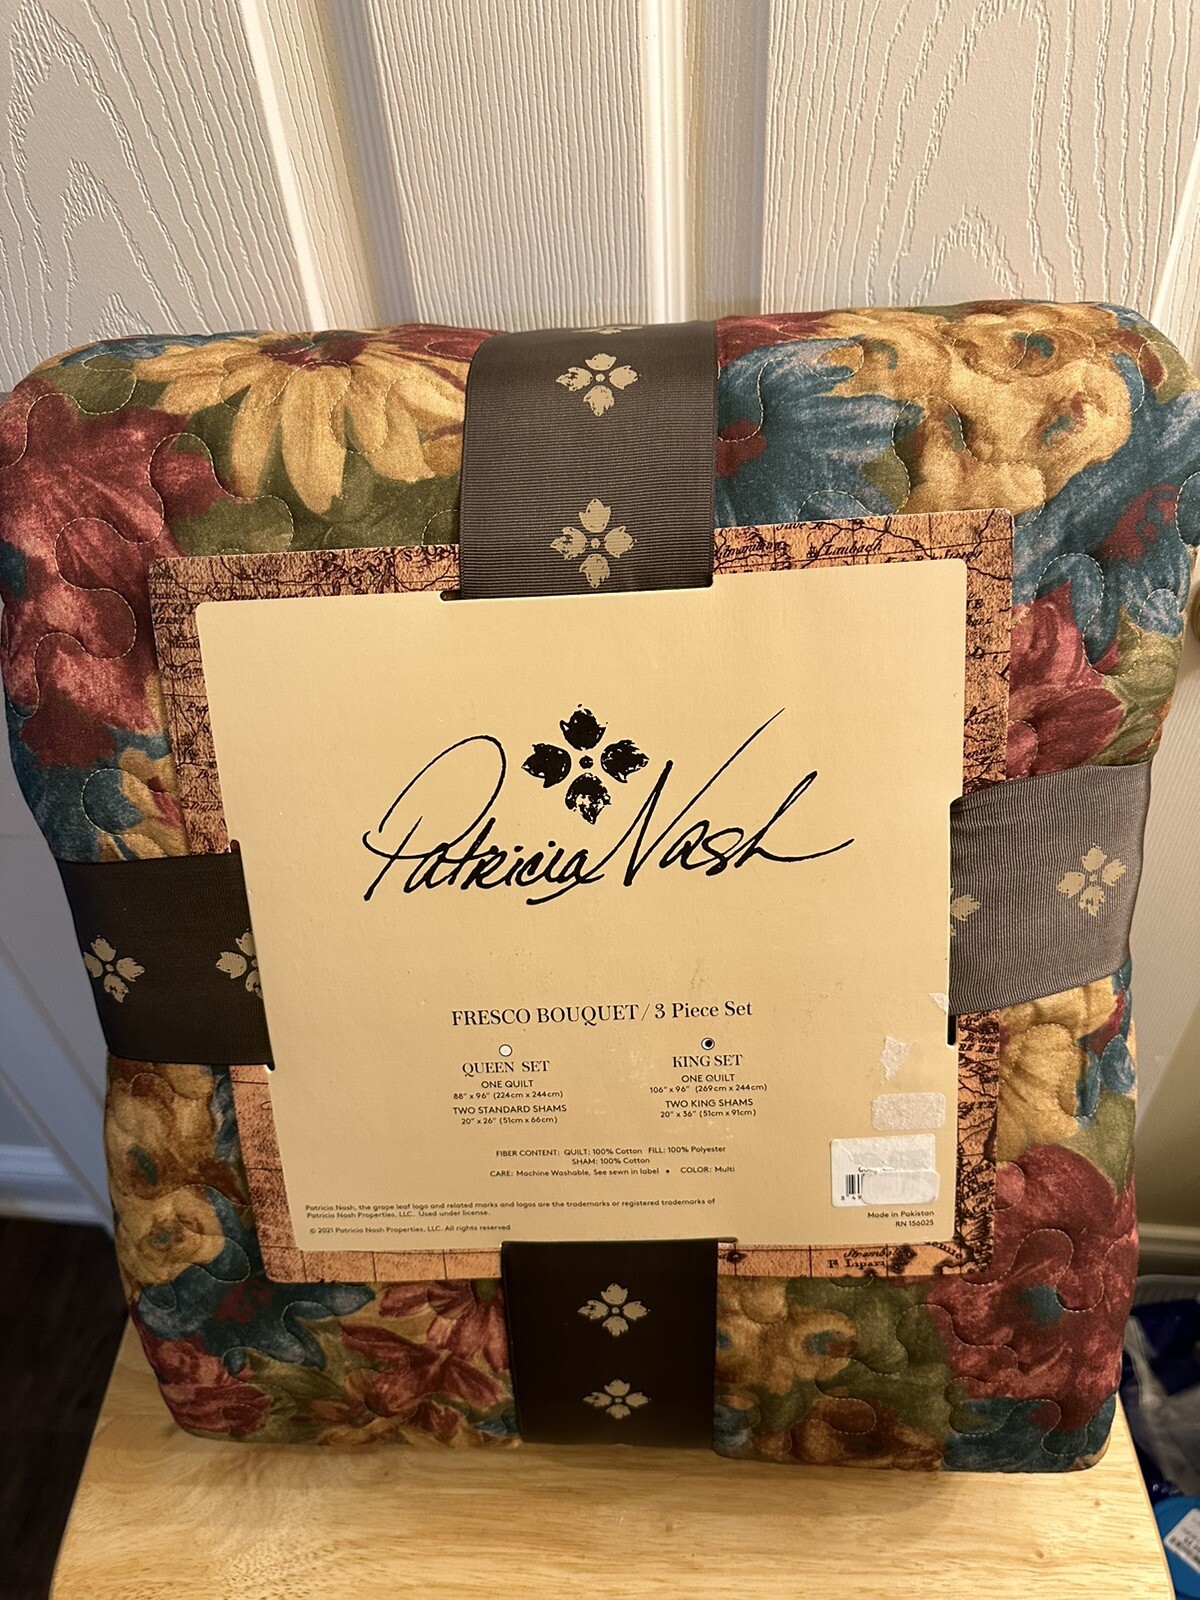 Laubach
Patricia Nash
FRESCO BOUQUET / 3 Piece Set
QUEEN SET
ONE QUILT
88" x 96" (224cm x 244cm)
TWO STANDARD SHAMS
20" x 26" (51cm x 66cm)
KING SET
ONE QUILT
106" x 96" (269cm x 244cm)
TWO KING SHAMS
20" x 36" (51cm x 91cm)
FIBER CONTENT: QUILT: 100% Cotton FILL: 100% Polyester
SHAM: 100% Cotton
CARE: Machine Washable, See sewn in label • COLOR: Multi
Patricia Nash, the grape leaf logo and related marks and logos are the trademarks or registered trademarks of
Patricia Nash Properties, LLC. Used under license.
© 2021 Patricia Nash Properties, LLC. All rights reserved
Made in Pakistan
RN 156025
Lipari